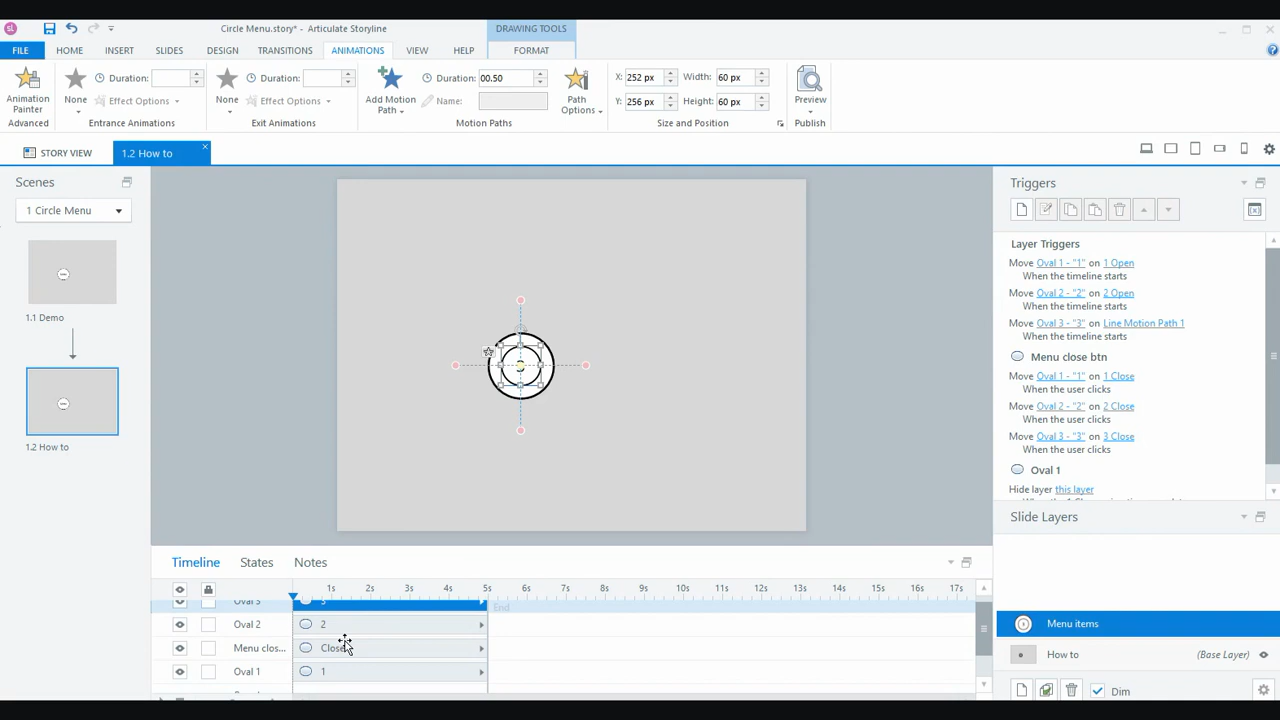 Circle Menu.story* - Articulate Storyline
DRAWING TOOLS
FILE HOME INSERT SLIDES DESIGN TRANSITIONS ANIMATIONS VIEW HELP FORMAT
Animation Painter
Advanced
None
Duration:
Effect Options
Entrance Animations
None
Duration:
Effect Options
Exit Animations
Add Motion Path
Duration: 00.50
Name:
Path Options
Motion Paths
X: 252 px Width: 60 px
Y: 256 px Height: 60 px
Size and Position
Preview
Publish
STORY VIEW 1.2 How to
Scenes
1 Circle Menu
1.1 Demo
1.2 How to
Triggers
Layer Triggers
Move Oval 1 - "1" on 1 Open
When the timeline starts
Move Oval 2 - "2" on 2 Open
When the timeline starts
Move Oval 3 - "3" on Line Motion Path 1
When the timeline starts
Menu close btn
Move Oval 1 - "1" on 1 Close
When the user clicks
Move Oval 2 - "2" on 2 Close
When the user clicks
Move Oval 3 - "3" on 3 Close
When the user clicks
Oval 1
Hide layer this layer
Slide Layers
Menu items
How to (Base Layer)
Dim
Timeline States Notes
1s 2s 3s 4s 5s 6s 7s 8s 9s 10s 11s 12s 13s 14s 15s 16s 17s
Oval 3 3 End
Oval 2 2
Menu clos... Close
Oval 1 1